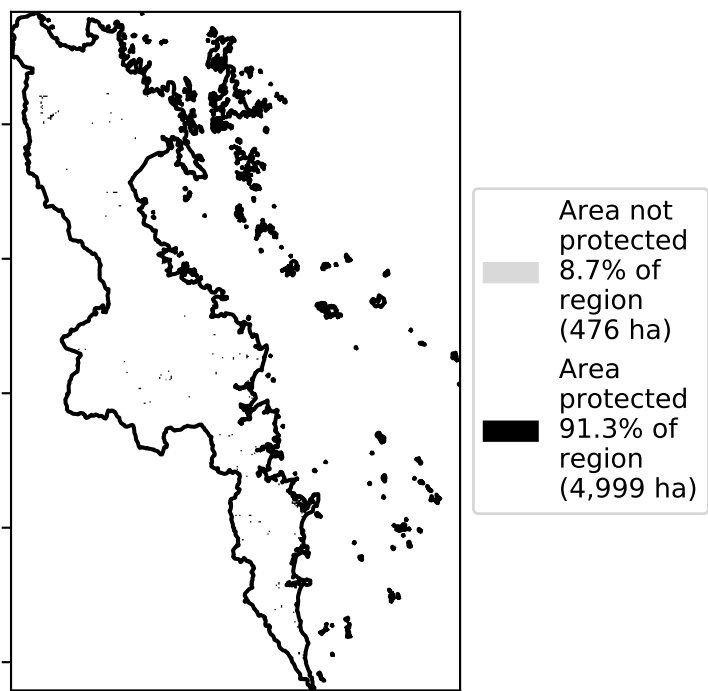 Area not
protected
8.7% of
region
(476 ha)
Area
protected
91.3% of
region
(4,999 ha)